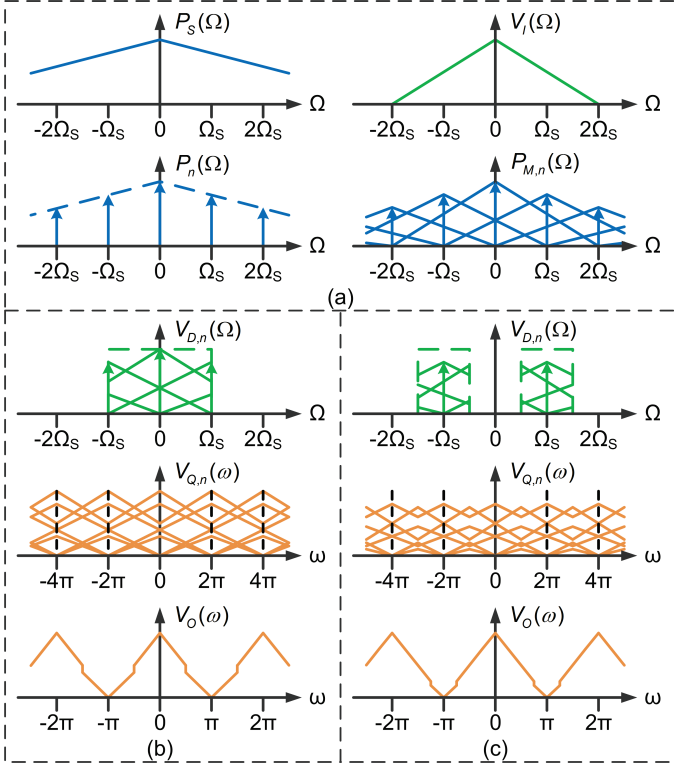 P_S(Ω) V_I(Ω)
-2Ω_S -Ω_S 0 Ω_S 2Ω_S Ω -2Ω_S -Ω_S 0 Ω_S 2Ω_S Ω
P_n(Ω) P_{M,n}(Ω)
-2Ω_S -Ω_S 0 Ω_S 2Ω_S Ω -2Ω_S -Ω_S 0 Ω_S 2Ω_S Ω
(a)
V_{D,n}(Ω) V_{D,n}(Ω)
-2Ω_S -Ω_S 0 Ω_S 2Ω_S Ω -2Ω_S -Ω_S 0 Ω_S 2Ω_S Ω
V_{Q,n}(ω) V_{Q,n}(ω)
-4π -2π 0 2π 4π ω -4π -2π 0 2π 4π ω
V_O(ω) V_O(ω)
-2π -π 0 π 2π ω -2π -π 0 π 2π ω
(b) (c)